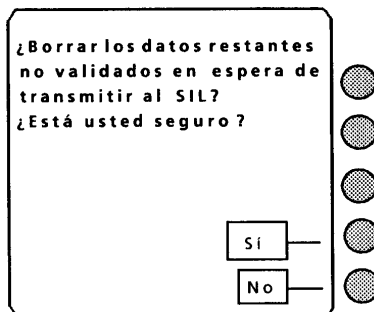 ¿Borrar los datos restantes
no validados en espera de
transmitir al SIL?
¿Está usted seguro?
Sí
No